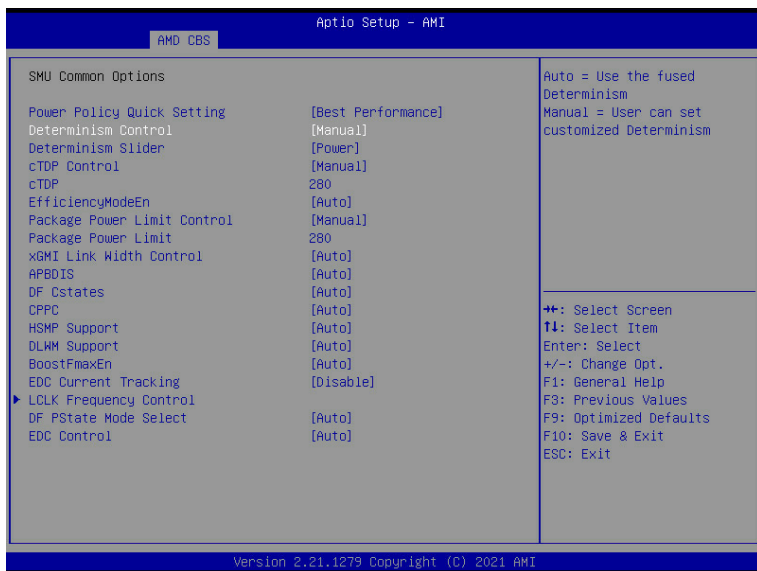 Aptio Setup – AMI
AMD CBS
SMU Common Options
Power Policy Quick Setting [Best Performance]
Determinism Control [Manual]
Determinism Slider [Power]
cTDP Control [Manual]
cTDP 280
EfficiencyModeEn [Auto]
Package Power Limit Control [Manual]
Package Power Limit 280
xGMI Link Width Control [Auto]
APBDIS [Auto]
DF Cstates [Auto]
CPPC [Auto]
HSMP Support [Auto]
DLWM Support [Auto]
BoostFmaxEn [Auto]
EDC Current Tracking [Disable]
LCLK Frequency Control
DF PState Mode Select [Auto]
EDC Control [Auto]
Auto = Use the fused
Determinism
Manual = User can set
customized Determinism
→←: Select Screen
↑↓: Select Item
Enter: Select
+/-: Change Opt.
F1: General Help
F3: Previous Values
F9: Optimized Defaults
F10: Save & Exit
ESC: Exit
Version 2.21.1279 Copyright (C) 2021 AMI